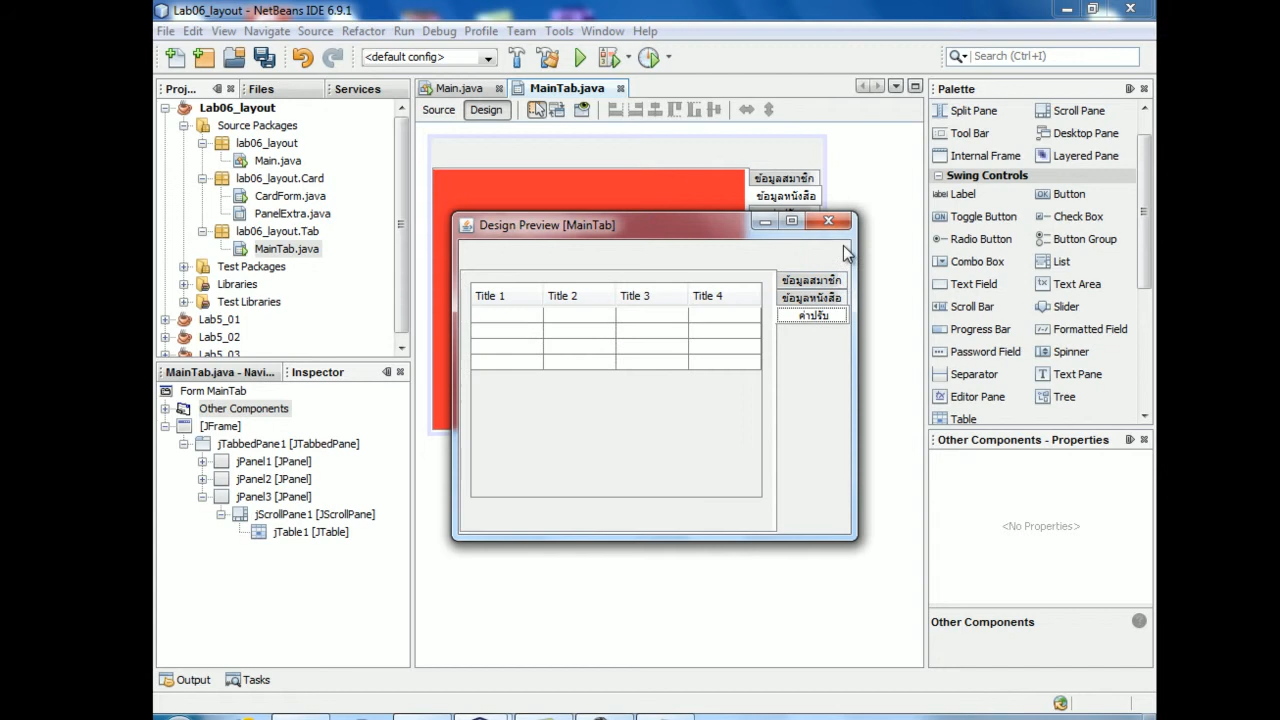 Lab06_layout - NetBeans IDE 6.9.1
File Edit View Navigate Source Refactor Run Debug Profile Team Tools Window Help
<default config>
Search (Ctrl+I)
Proj... Files Services
Lab06_layout
Source Packages
lab06_layout
Main.java
lab06_layout.Card
CardForm.java
PanelExtra.java
lab06_layout.Tab
MainTab.java
Test Packages
Libraries
Test Libraries
Lab5_01
Lab5_02
Lab5_03
MainTab.java - Navi... Inspector
Form MainTab
Other Components
[JFrame]
jTabbedPane1 [JTabbedPane]
jPanel1 [JPanel]
jPanel2 [JPanel]
jPanel3 [JPanel]
jScrollPane1 [JScrollPane]
jTable1 [JTable]
Main.java MainTab.java
Source Design
ข้อมูลสมาชิก
ข้อมูลหนังสือ
Design Preview [MainTab]
Title 1 Title 2 Title 3 Title 4
ข้อมูลสมาชิก
ข้อมูลหนังสือ
ค่าปรับ
Palette
Split Pane Scroll Pane
Tool Bar Desktop Pane
Internal Frame Layered Pane
Swing Controls
label Label OK Button
Toggle Button Check Box
Radio Button Button Group
Combo Box List
Text Field Text Area
Scroll Bar Slider
Progress Bar Formatted Field
Password Field Spinner
Separator Text Pane
Editor Pane Tree
Table
Other Components - Properties
<No Properties>
Other Components
Output Tasks